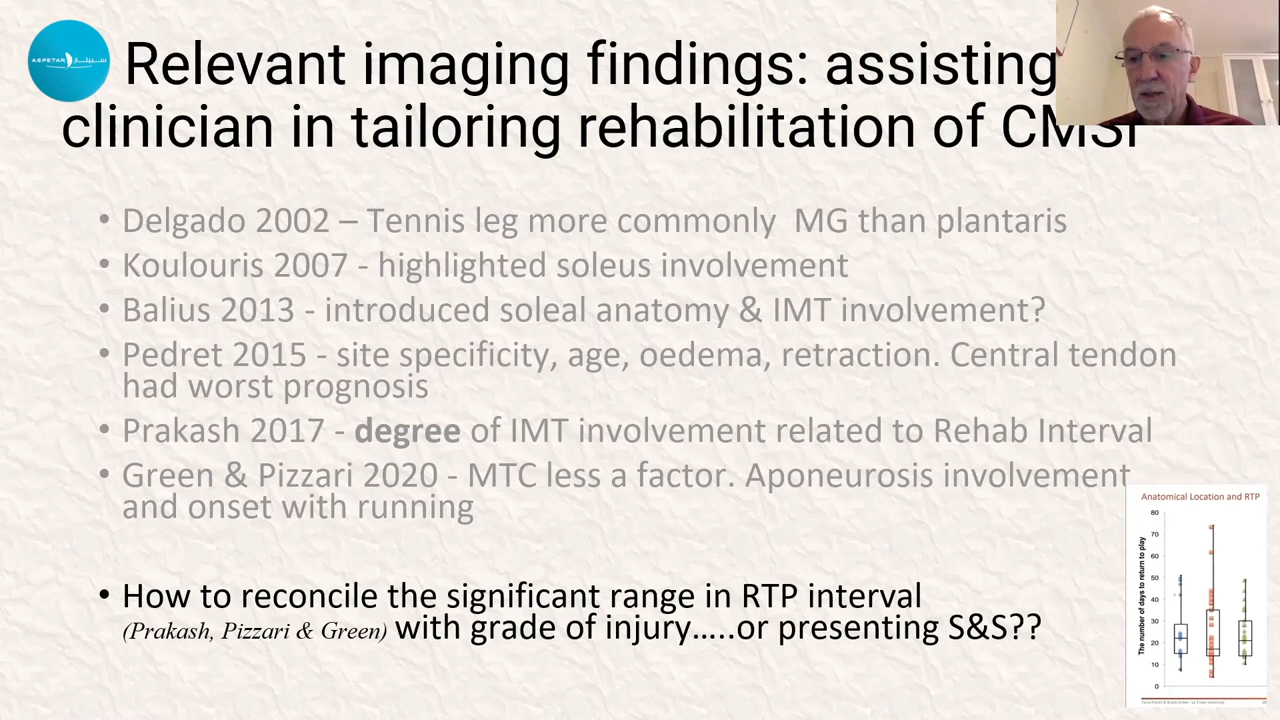 ASPETAR سبيتار
Relevant imaging findings: assisting
clinician in tailoring rehabilitation of CMSI
• Delgado 2002 – Tennis leg more commonly MG than plantaris
• Koulouris 2007 - highlighted soleus involvement
• Balius 2013 - introduced soleal anatomy & IMT involvement?
• Pedret 2015 - site specificity, age, oedema, retraction. Central tendon
had worst prognosis
• Prakash 2017 - degree of IMT involvement related to Rehab Interval
• Green & Pizzari 2020 - MTC less a factor. Aponeurosis involvement
and onset with running
• How to reconcile the significant range in RTP interval
(Prakash, Pizzari & Green) with grade of injury.....or presenting S&S??
Anatomical Location and RTP
The number of days to return to play
80
70
60
50
40
30
20
10
0